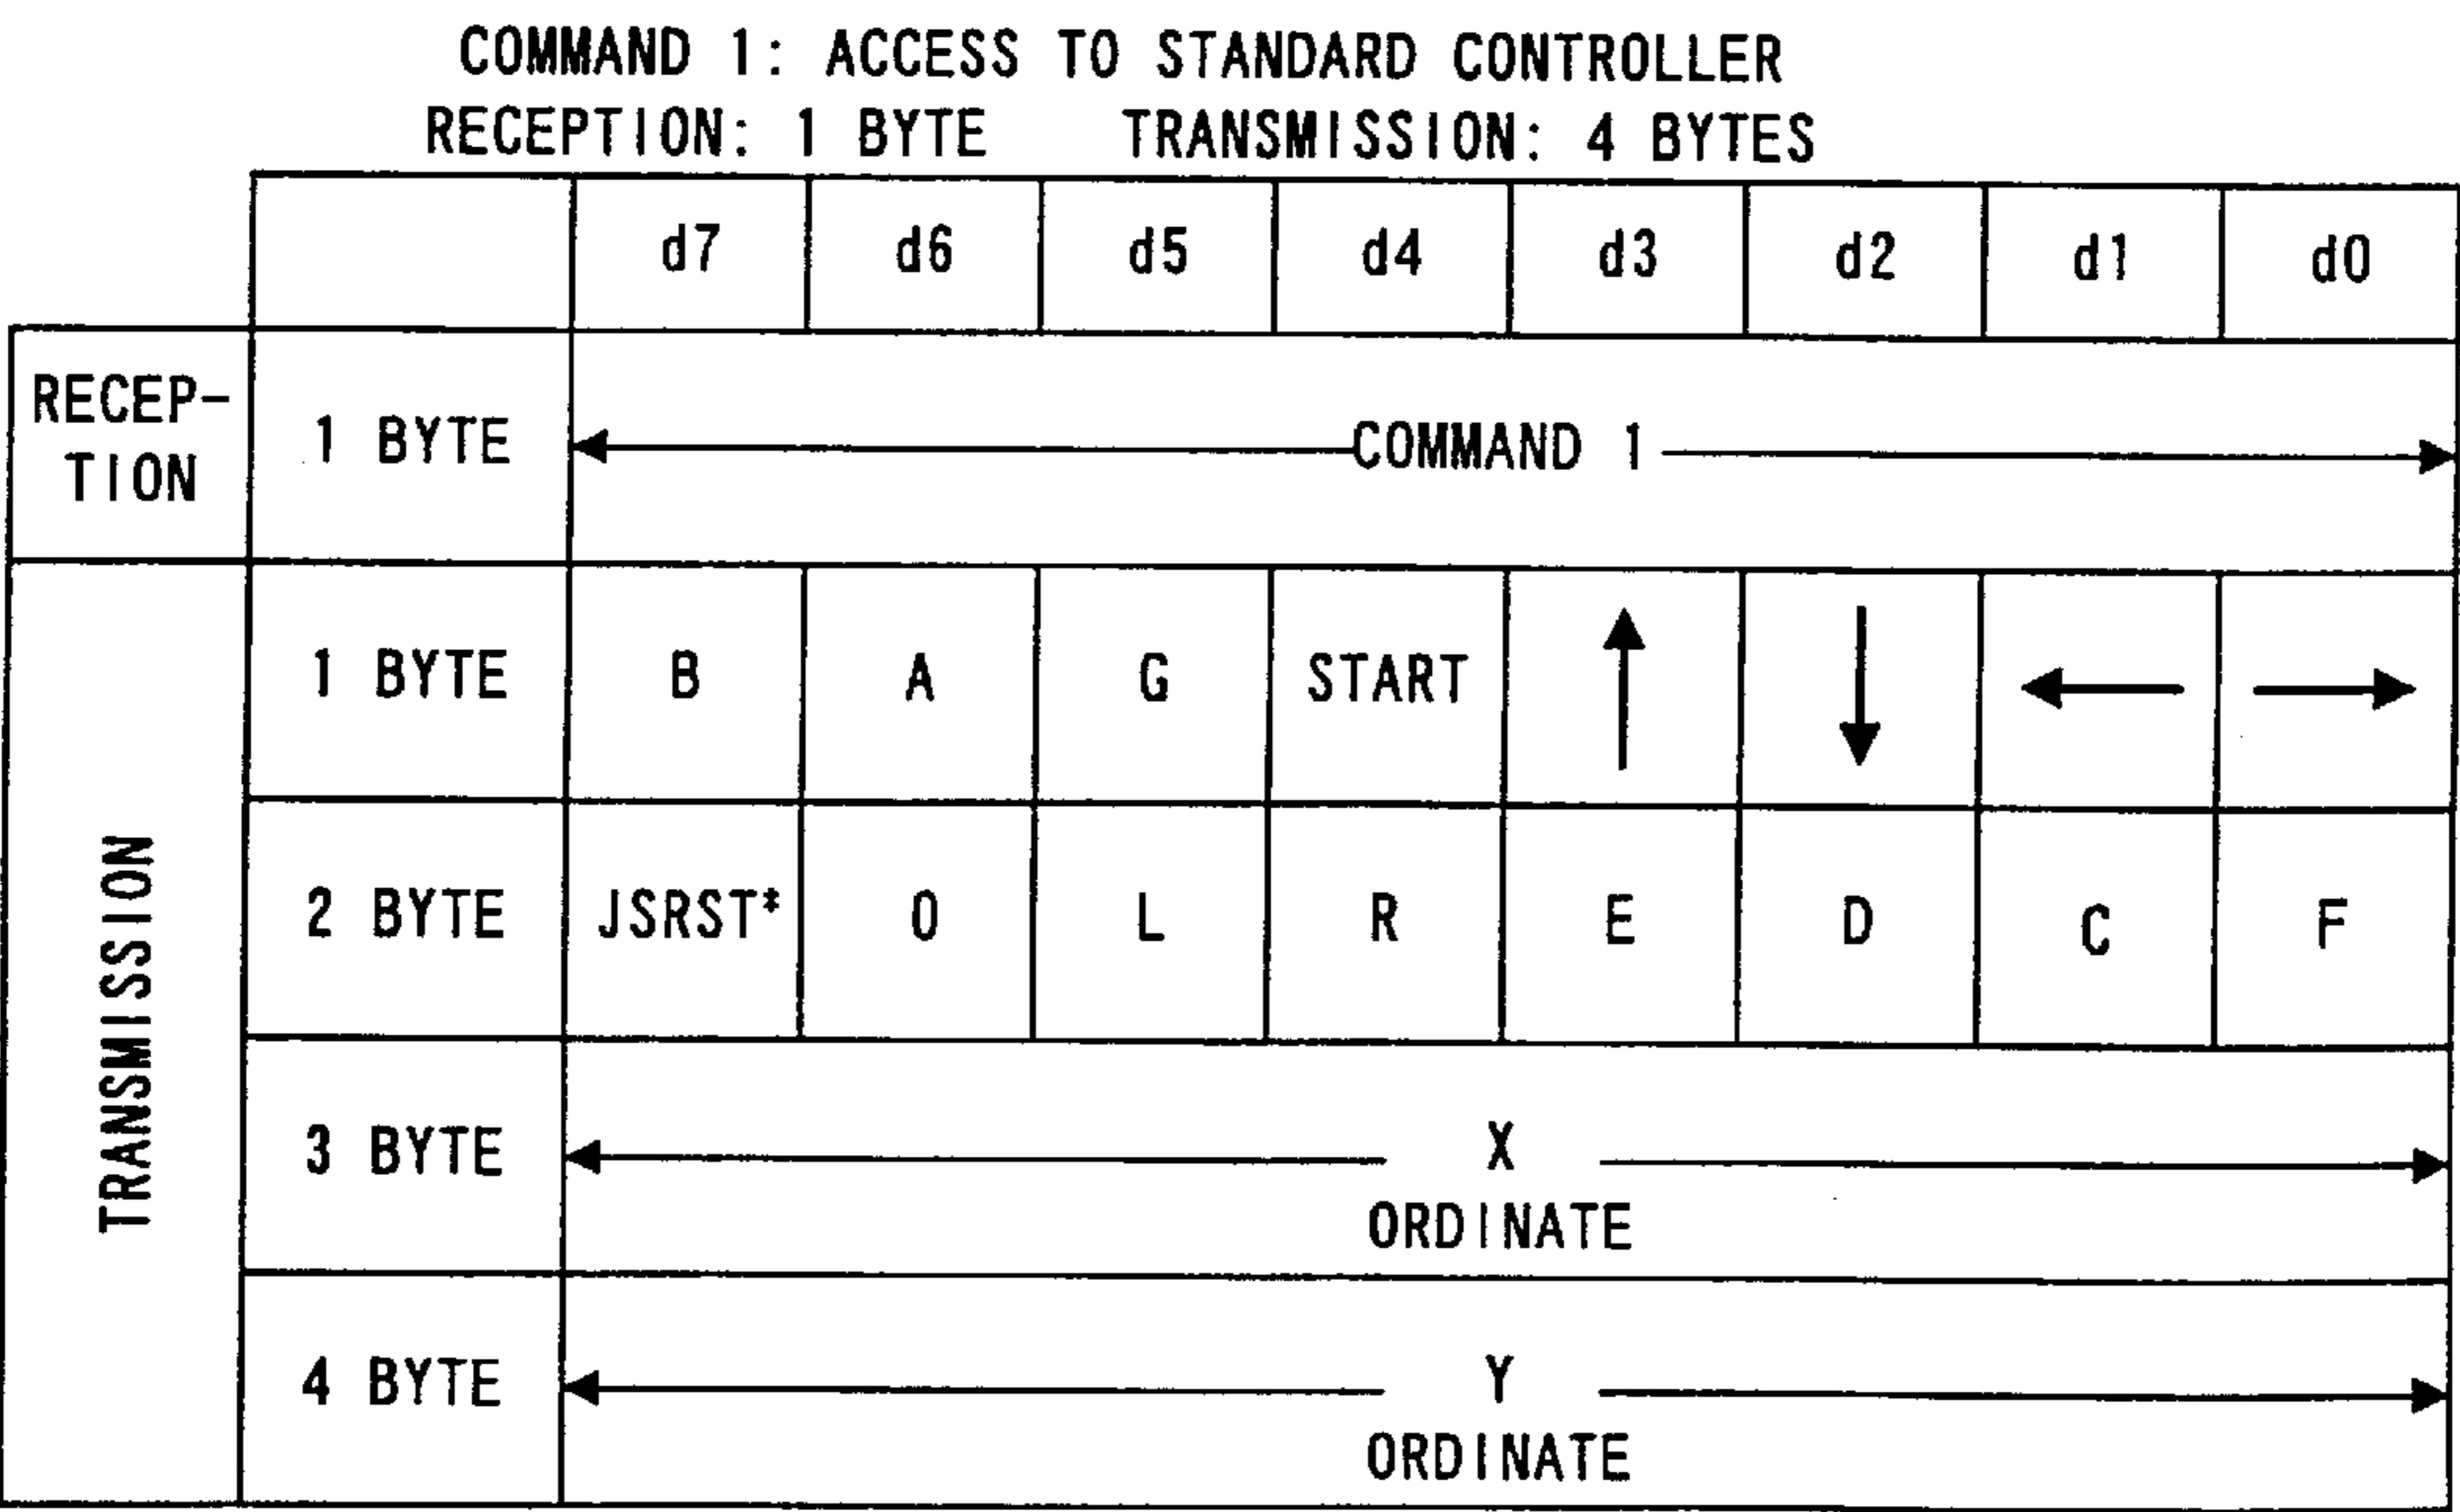 COMMAND 1: ACCESS TO STANDARD CONTROLLER
RECEPTION: 1 BYTE TRANSMISSION: 4 BYTES
d7 d6 d5 d4 d3 d2 d1 d0
RECEP-
TION
1 BYTE COMMAND 1
TRANSMISSION
1 BYTE B A G START ↑ ↓ ← →
2 BYTE JSRST* 0 L R E D C F
3 BYTE X
ORDINATE
4 BYTE Y
ORDINATE